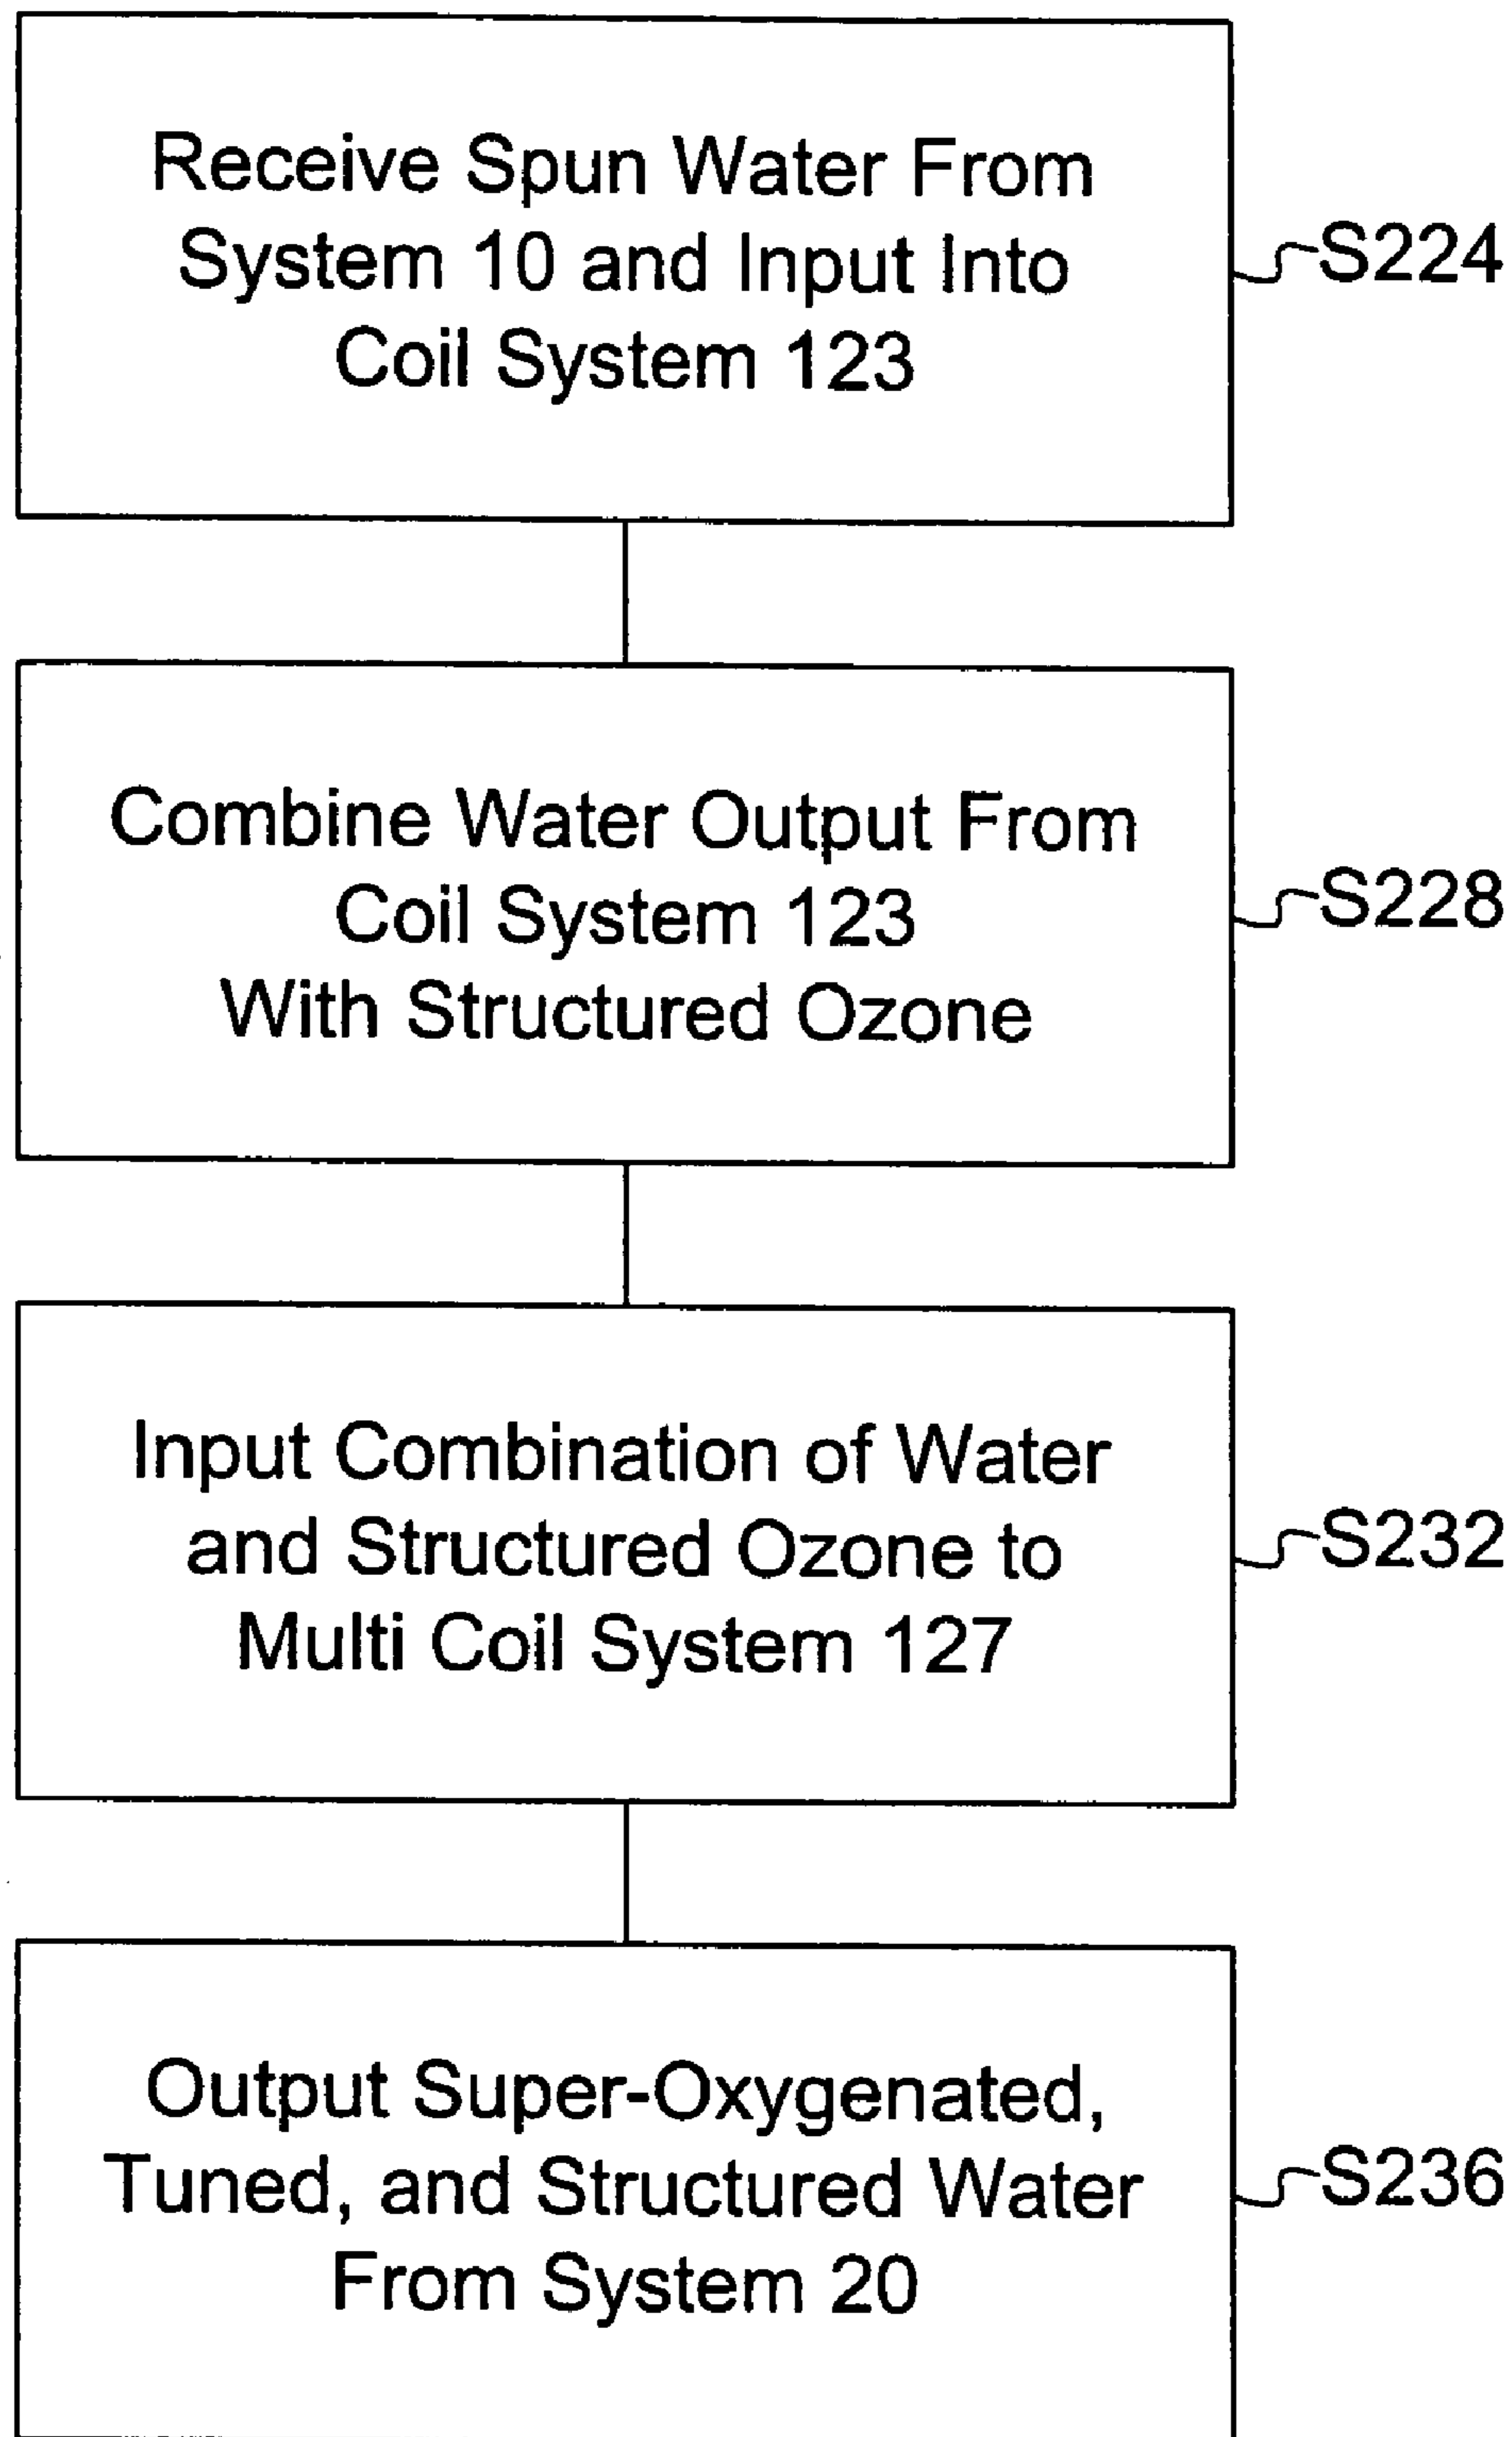 Receive Spun Water From
System 10 and Input Into
Coil System 123
S224
Combine Water Output From
Coil System 123
With Structured Ozone
S228
Input Combination of Water
and Structured Ozone to
Multi Coil System 127
S232
Output Super-Oxygenated,
Tuned, and Structured Water
From System 20
S236